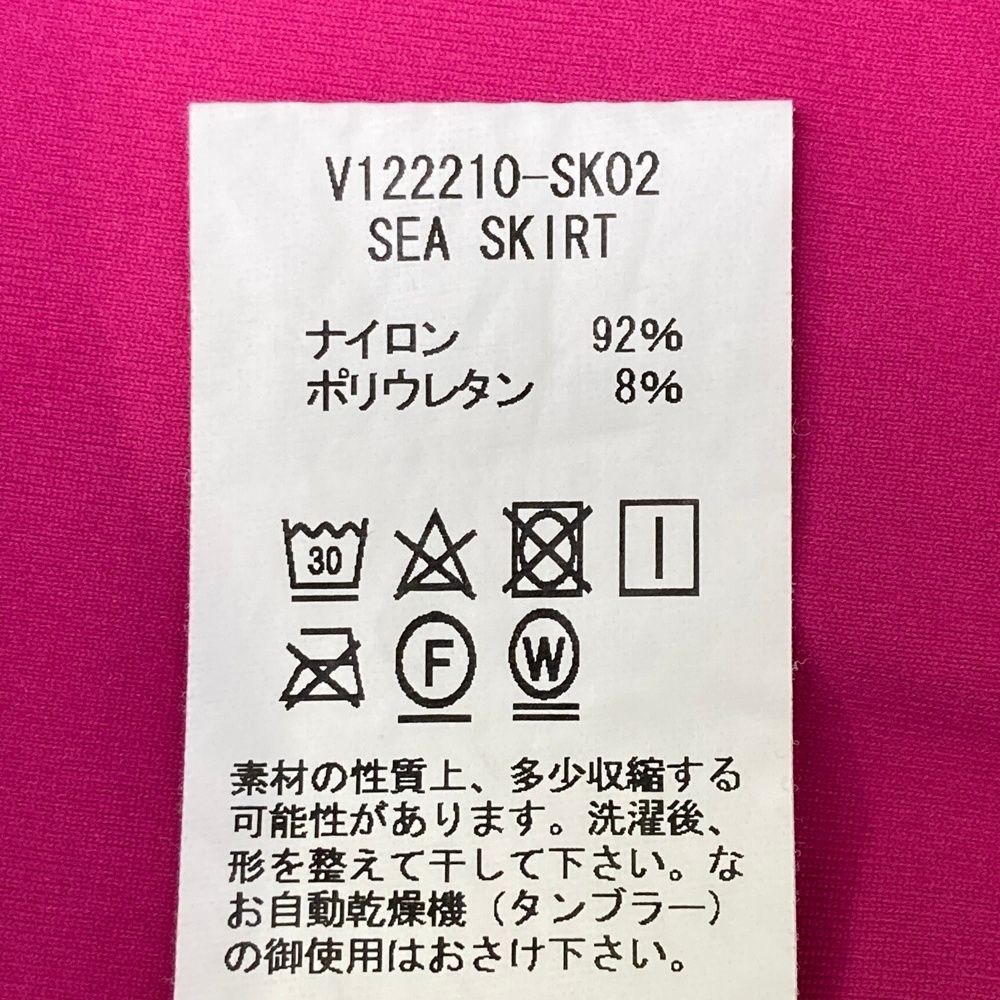 V122210-SK02
SEA SKIRT
ナイロン 92%
ポリウレタン 8%
30
F W
素材の性質上、多少収縮する
可能性があります。洗濯後、
形を整えて干して下さい。な
お自動乾燥機（タンブラー）
の御使用はおさけ下さい。